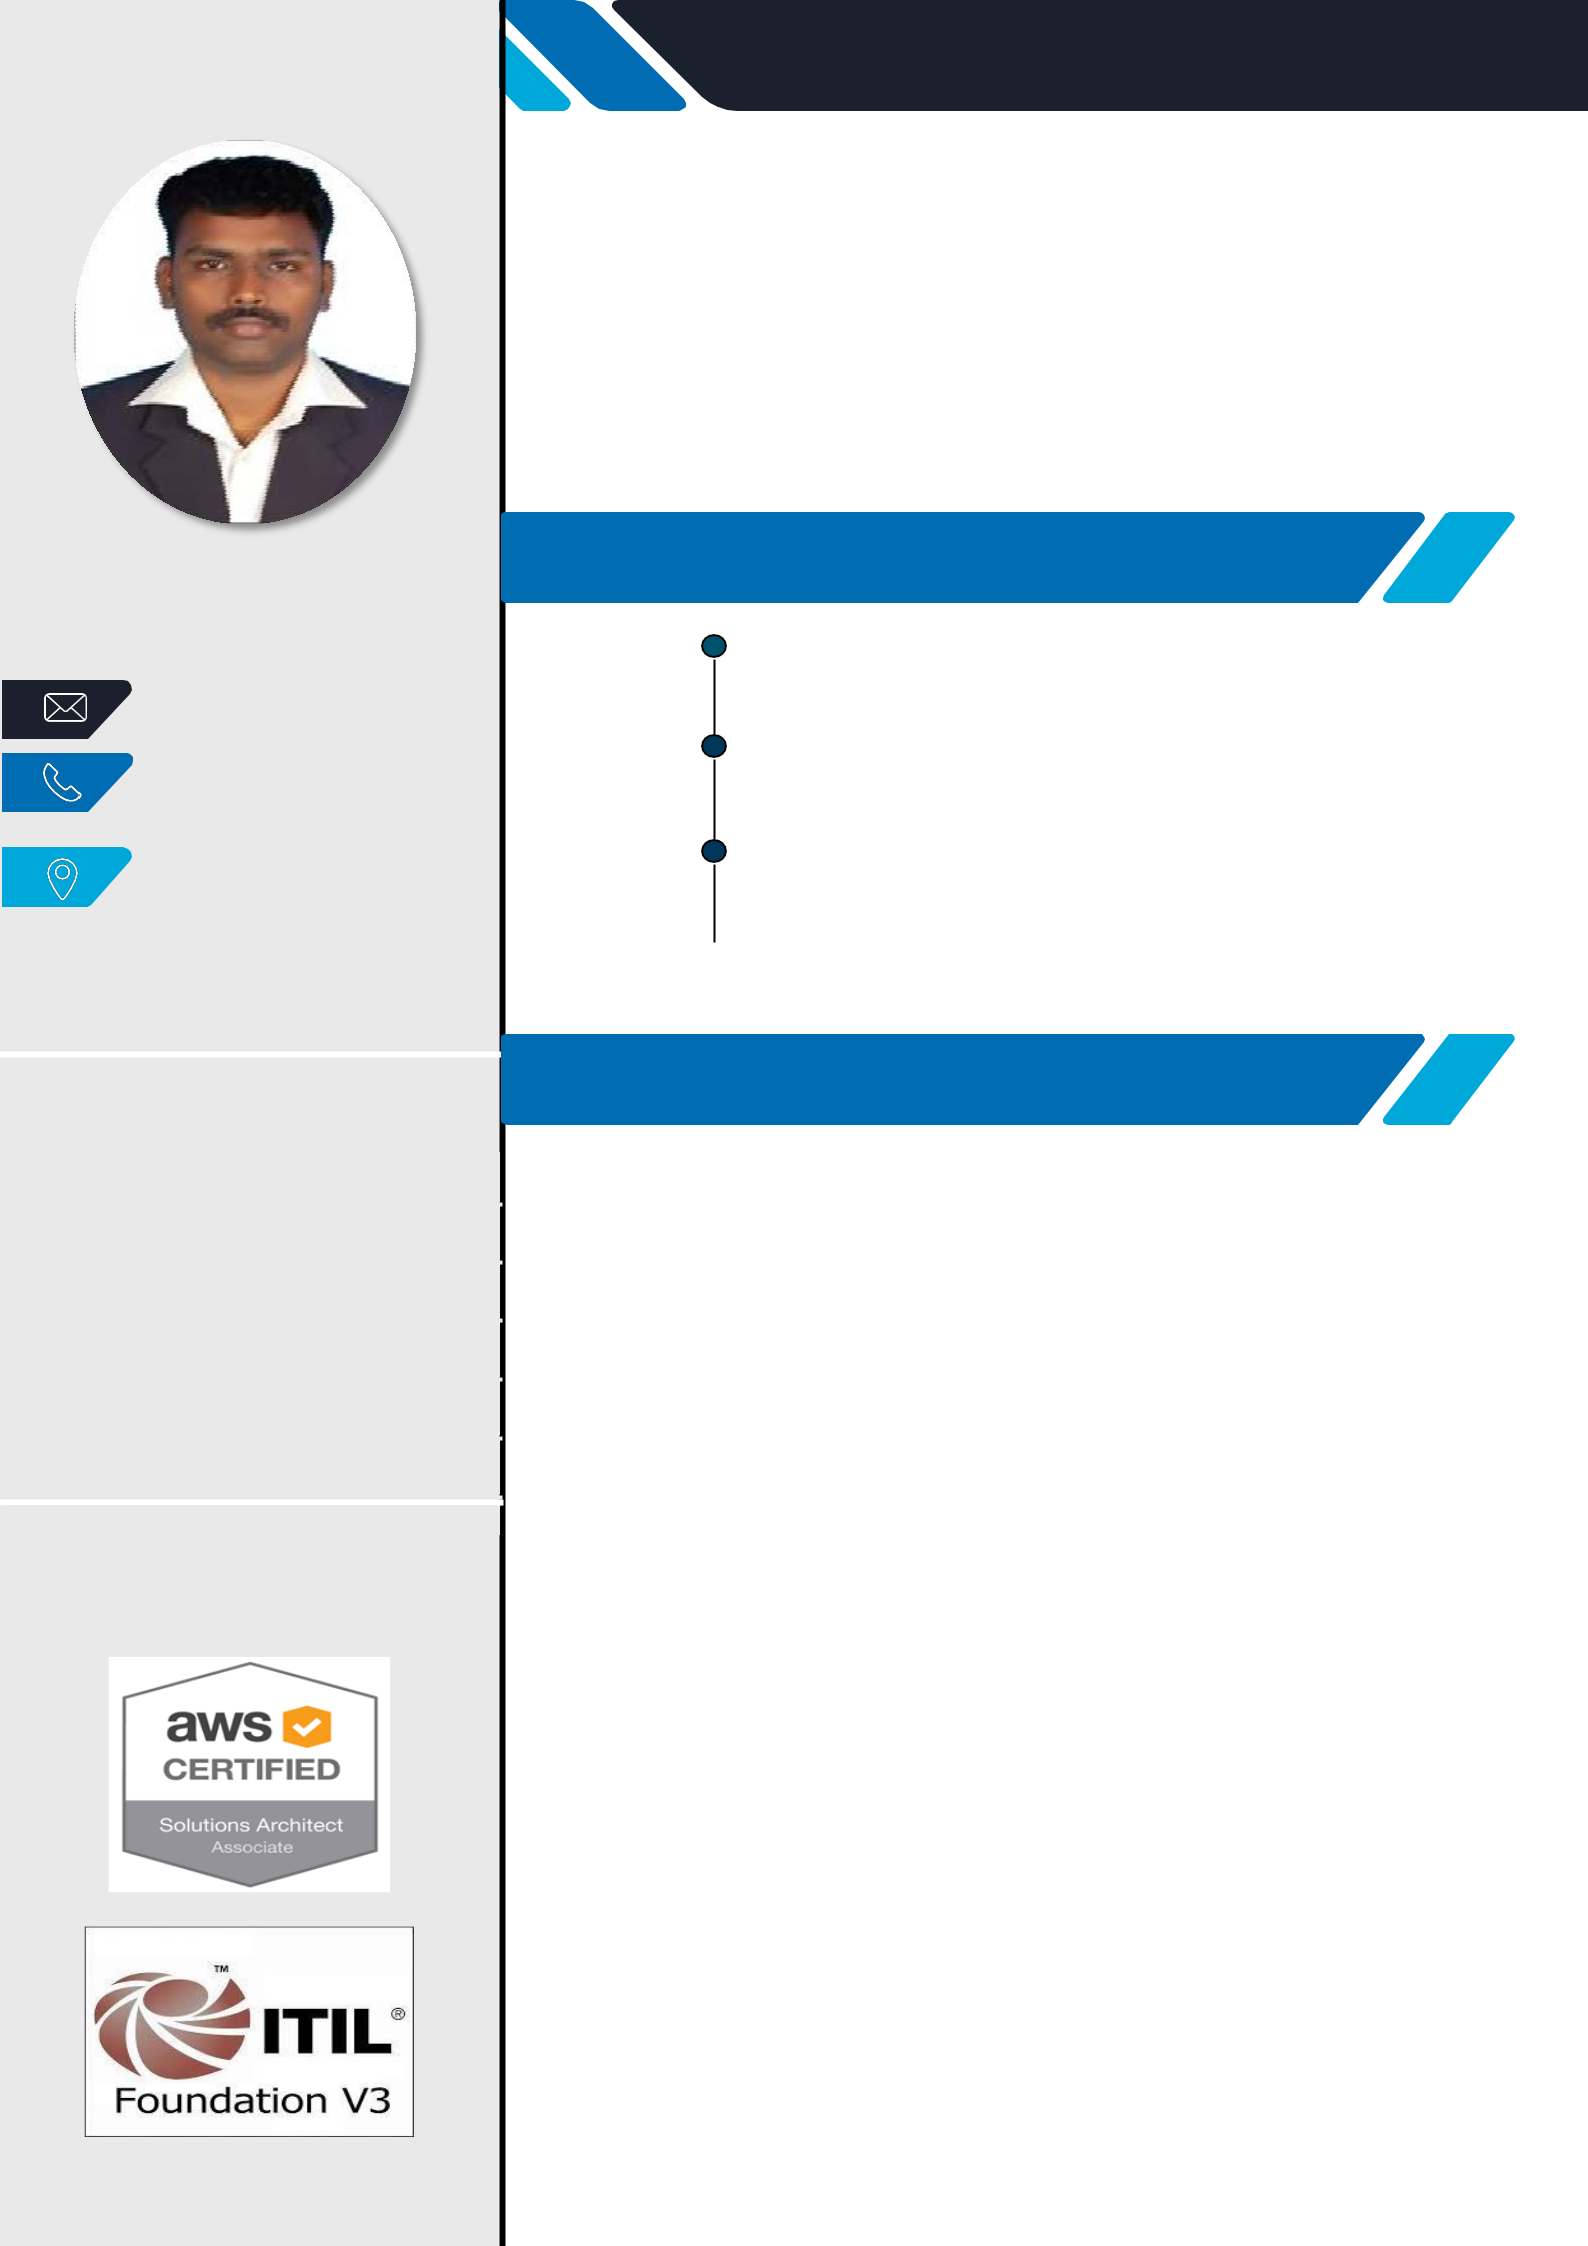 aws
CERTIFIED
Solutions Architect
Associate
TM
ITIL®
Foundation V3